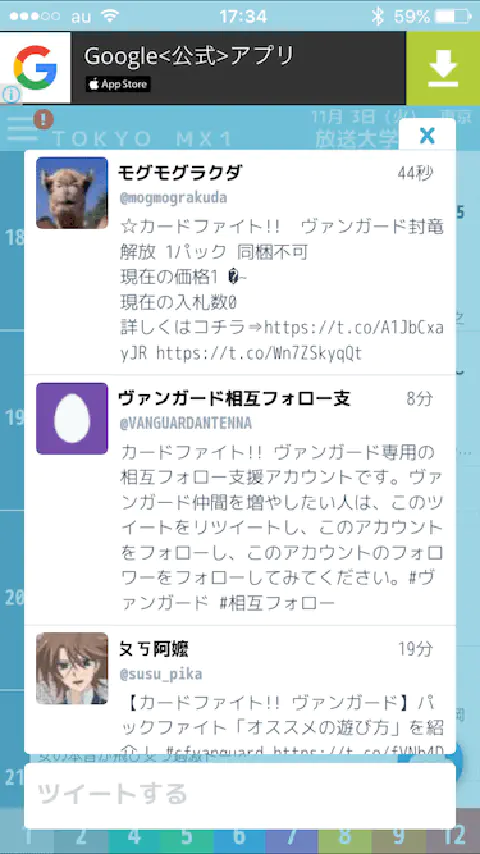 au 17:34 59%
Google<公式>アプリ
App Store
11月 3日 (火) 東京
TOKYO MX1 放送大学
モグモグラクダ 44秒
@mogmograkuda
☆カードファイト!! ヴァンガード封竜
解放 1パック 同梱不可
現在の価格1 �~
現在の入札数0
詳しくはコチラ⇒https://t.co/A1JbCxa
yJR https://t.co/Wn7ZSkyqQt
ヴァンガード相互フォロー支 8分
@VANGUARDANTENNA
カードファイト!! ヴァンガード専用の
相互フォロー支援アカウントです。ヴァ
ンガード仲間を増やしたい人は、このツ
イートをリツイートし、このアカウント
をフォローし、このアカウントのフォロ
ワーをフォローしてみてください。#ヴ
ァンガード #相互フォロー
19分
@susu_pika
【カードファイト!! ヴァンガード】パ
ックファイト「オススメの遊び方」を紹
#cfvanguard https://t.co/fVNh4D
ツイートする
18
19
20
21
1 2 4 5 6 7 8 9 12